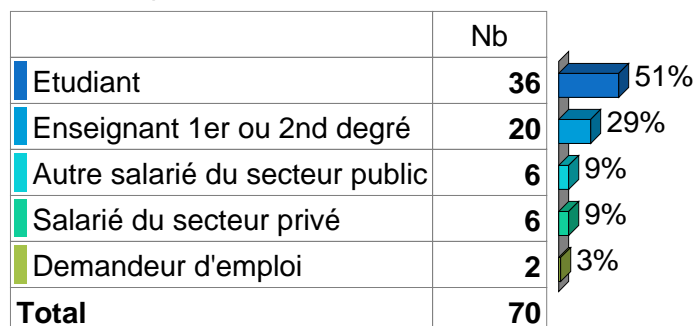 Nb
Etudiant 36 51%
Enseignant 1er ou 2nd degré 20 29%
Autre salarié du secteur public 6 9%
Salarié du secteur privé 6 9%
Demandeur d'emploi 2 3%
Total 70